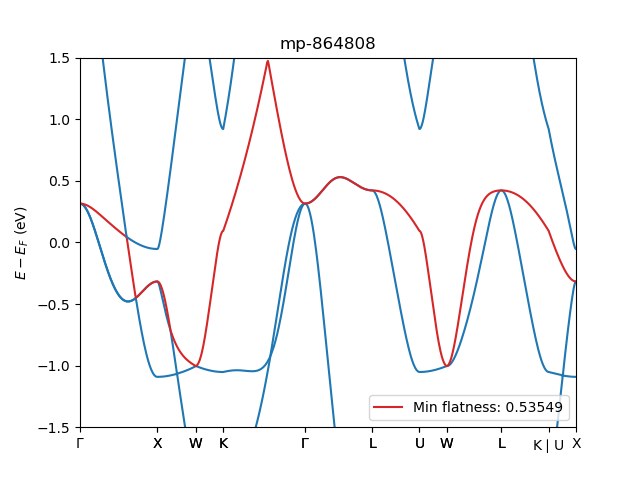 mp-864808
E − E_F (eV)
1.5
1.0
0.5
0.0
−0.5
−1.0
−1.5
Min flatness: 0.53549
Γ X W K Γ L U W L K | U X